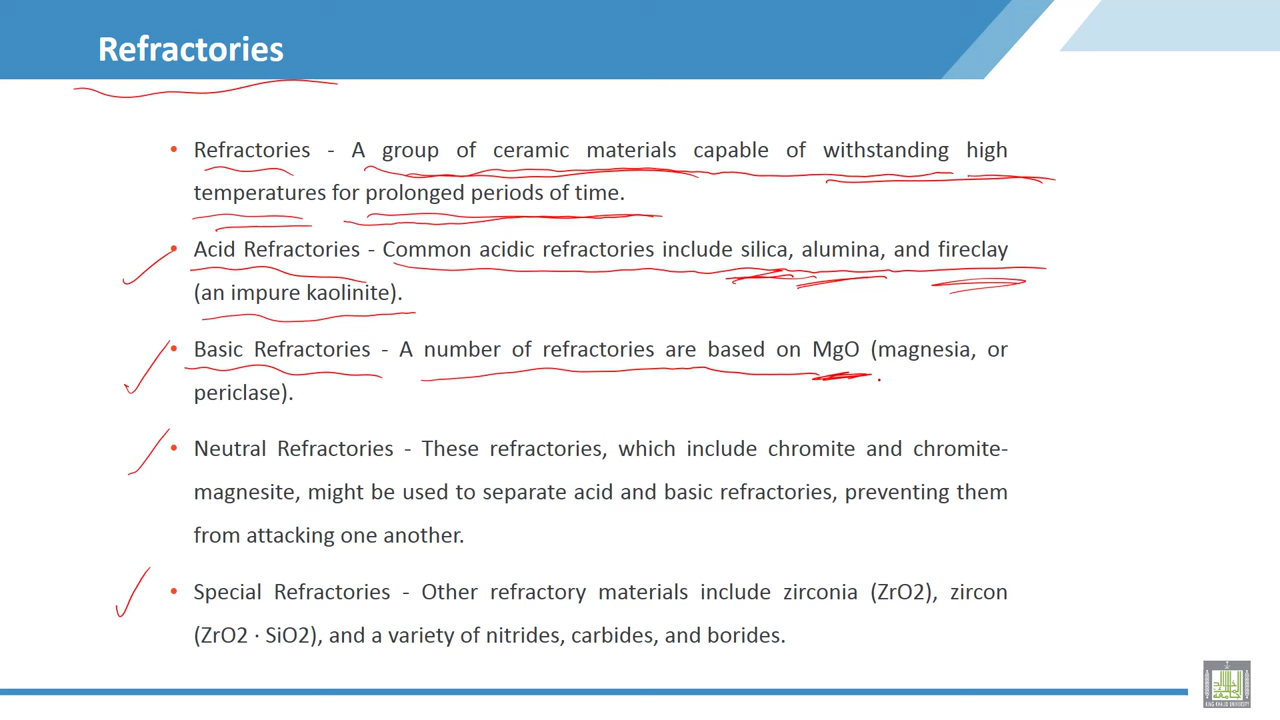 Refractories
• Refractories - A group of ceramic materials capable of withstanding high
temperatures for prolonged periods of time.
• Acid Refractories - Common acidic refractories include silica, alumina, and fireclay
(an impure kaolinite).
• Basic Refractories - A number of refractories are based on MgO (magnesia, or
periclase).
• Neutral Refractories - These refractories, which include chromite and chromite-
magnesite, might be used to separate acid and basic refractories, preventing them
from attacking one another.
• Special Refractories - Other refractory materials include zirconia (ZrO2), zircon
(ZrO2 · SiO2), and a variety of nitrides, carbides, and borides.
KING KHALID UNIVERSITY